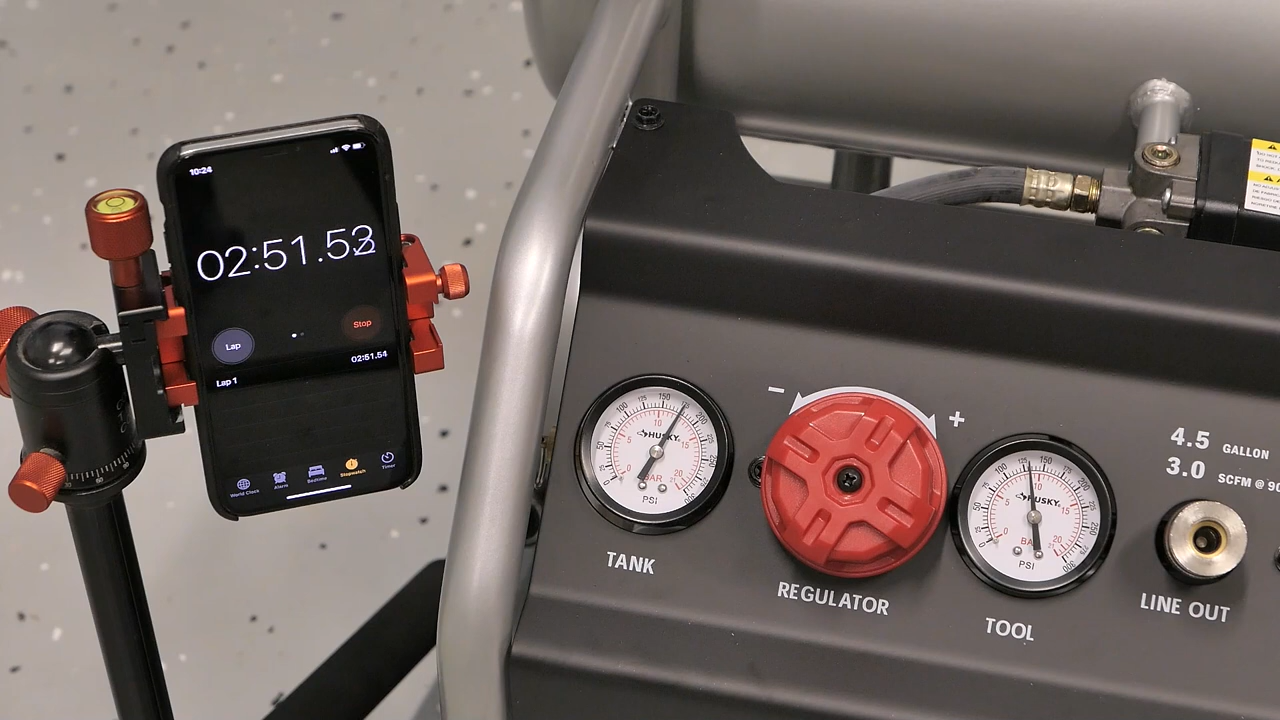 10:24
02:51.52
Lap
Stop
Lap 1
02:51.54
World Clock
Alarm
Bedtime
Stopwatch
Timer
HUSKY
BAR
PSI
TANK
−
+
REGULATOR
HUSKY
BAR
PSI
TOOL
4.5 GALLON
3.0 SCFM @ 90
LINE OUT